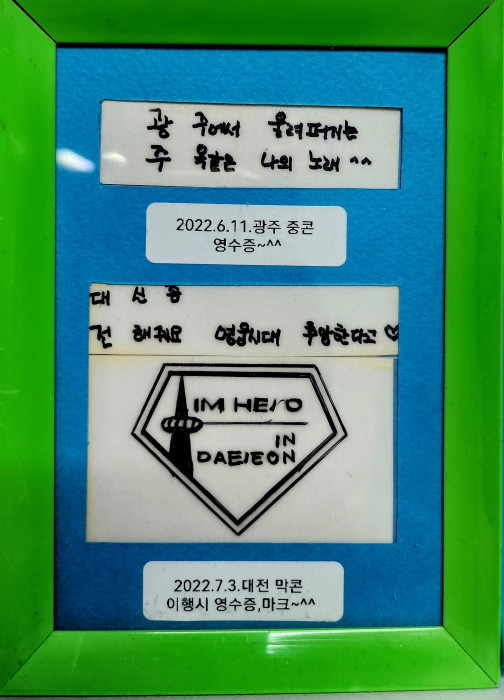 광 주에서 울려퍼지는
주 옥같은 나의 노래^^
2022.6.11.광주 중콘
영수증~^^
대 신 좀
전 해줘요 영웅시대 후앙한다고♡
IM HERO
IN
DAEJEON
2022.7.3.대전 막콘
이행시 영수증,마크~^^